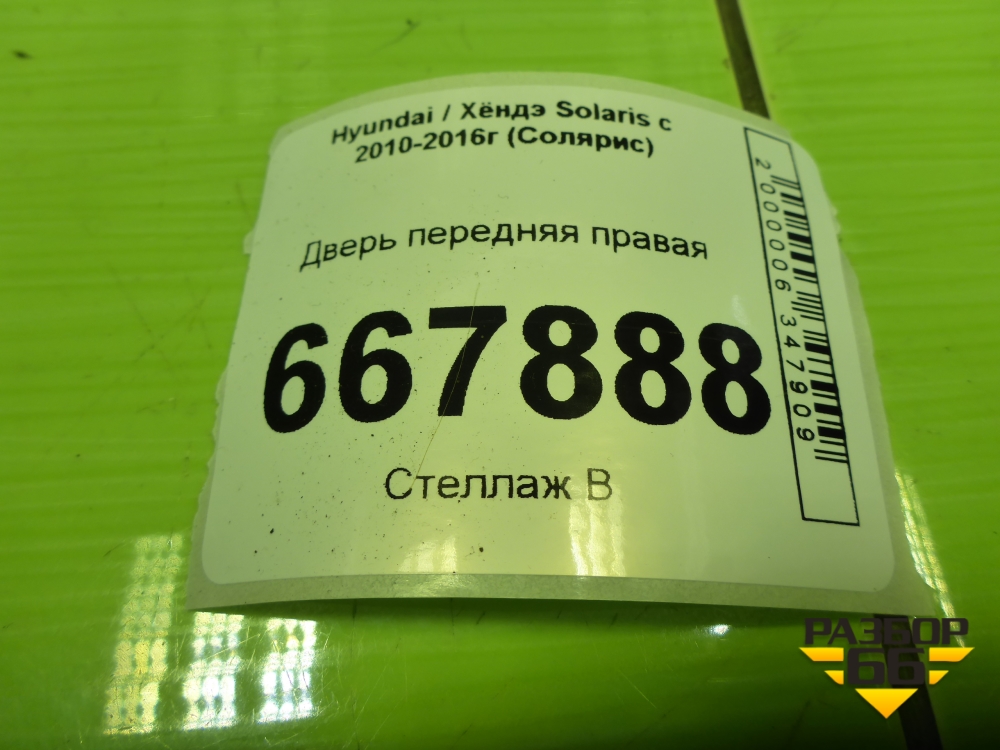 Hyundai / Хёндэ Solaris с
2010-2016г (Солярис)
Дверь передняя правая
667888
Стеллаж В
2000006347909
РАЗБОР
66